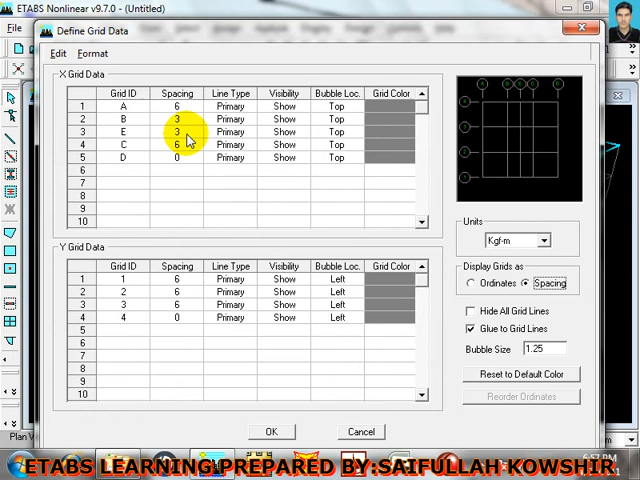 ETABS Nonlinear v9.7.0 - (Untitled)
File
Define Grid Data
Edit Format
X Grid Data
Grid ID Spacing Line Type Visibility Bubble Loc. Grid Color
1 A 6 Primary Show Top
2 B 3 Primary Show Top
3 E 3 Primary Show Top
4 C 6 Primary Show Top
5 D 0 Primary Show Top
6
7
8
9
10
Y Grid Data
Grid ID Spacing Line Type Visibility Bubble Loc. Grid Color
1 1 6 Primary Show Left
2 2 6 Primary Show Left
3 3 6 Primary Show Left
4 4 0 Primary Show Left
5
6
7
8
9
10
Units
Kgf-m
Display Grids as
Ordinates Spacing
Hide All Grid Lines
Glue to Grid Lines
Bubble Size 1.25
Reset to Default Color
Reorder Ordinates
OK Cancel
Plan V
ETABS LEARNING PREPARED BY:SAIFULLAH KOWSHIR